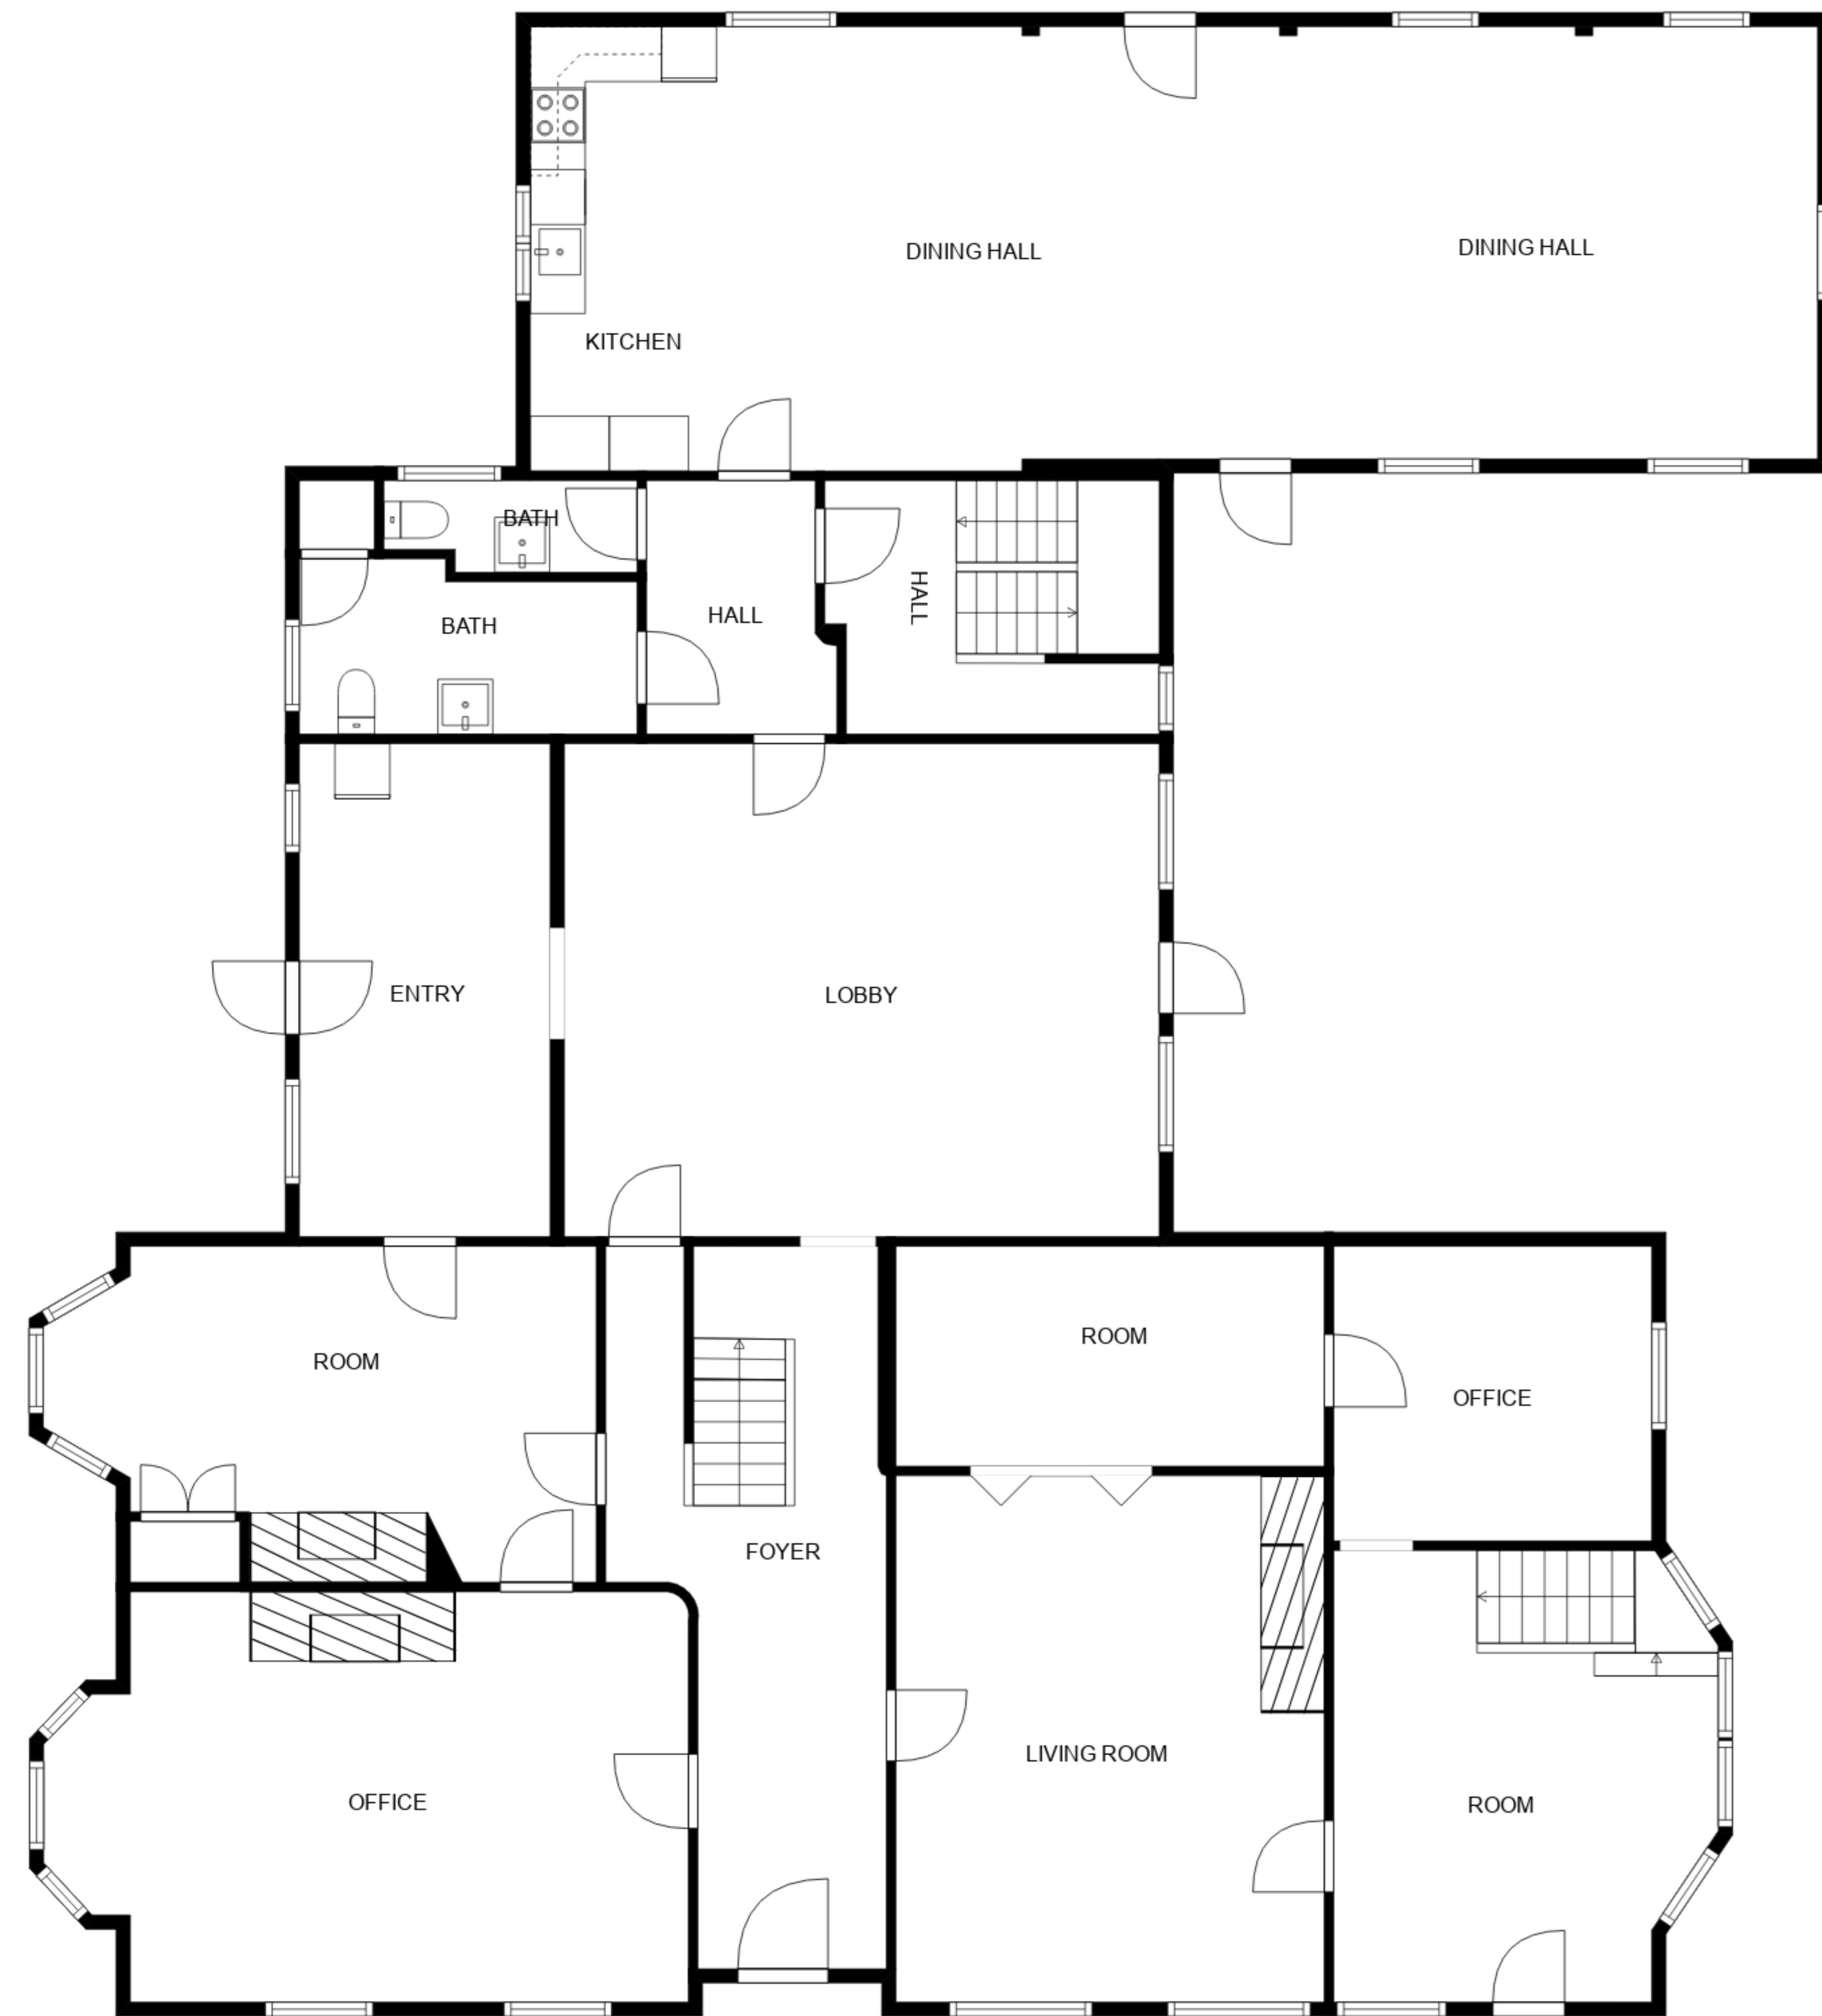 DINING HALL
DINING HALL
KITCHEN
BATH
HALL
HALL
BATH
ENTRY
LOBBY
ROOM
ROOM
OFFICE
FOYER
LIVING ROOM
OFFICE
ROOM